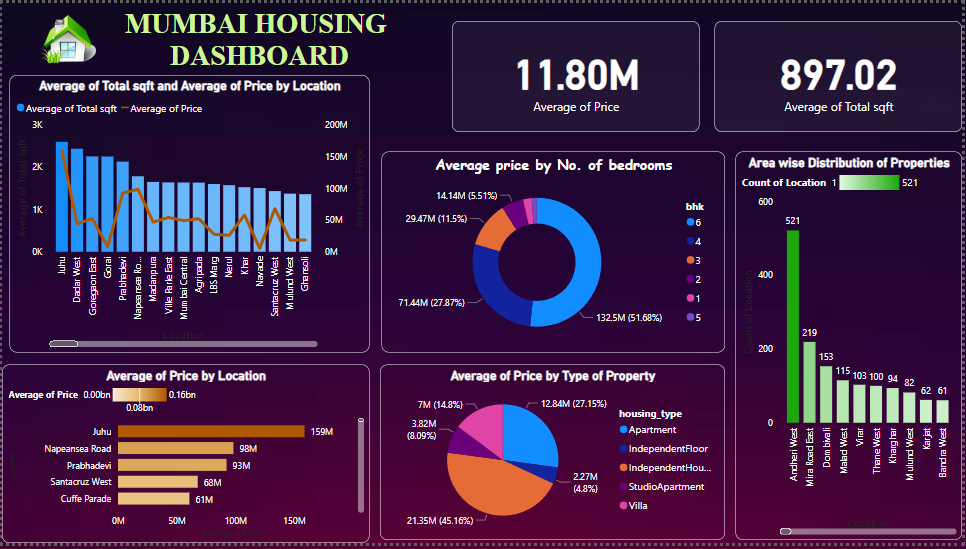 MUMBAI HOUSING
DASHBOARD
11.80M
Average of Price
897.02
Average of Total sqft
Average of Total sqft and Average of Price by Location
Average of Total sqft
Average of Price
3K
2K
1K
0K
200M
150M
100M
50M
0M
Average of Total sqft
Average of Price
Juhu
Dadar West
Goregaon East
Gorai
Prabhadevi
Napeansea Ro...
Madanpura
Ville Parle East
Mumbai Central
Agripada
LBS Marg
Nerul
Khar
Navade
Santacruz West
Mulund West
Ghansoli
Location
Average price by No. of bedrooms
14.14M (5.51%)
29.47M (11.5%)
71.44M (27.87%)
132.5M (51.68%)
bhk
6
4
3
2
1
5
Area wise Distribution of Properties
Count of Location 1 521
600
400
200
0
Count of Location
521
219
153
115
103
100
94
82
62
61
Andheri West
Mira Road East
Dombivali
Malad West
Virar
Thane West
Kharghar
Mulund West
Karjat
Bandra West
Location
Average of Price by Location
Average of Price 0.00bn 0.16bn
0.08bn
Juhu 159M
Napeansea Road 98M
Prabhadevi 93M
Santacruz West 68M
Cuffe Parade 61M
0M 50M 100M 150M
Average of Price by Type of Property
7M (14.8%)
12.84M (27.15%)
3.82M
(8.09%)
2.27M
(4.8%)
21.35M (45.16%)
housing_type
Apartment
IndependentFloor
IndependentHou...
StudioApartment
Villa